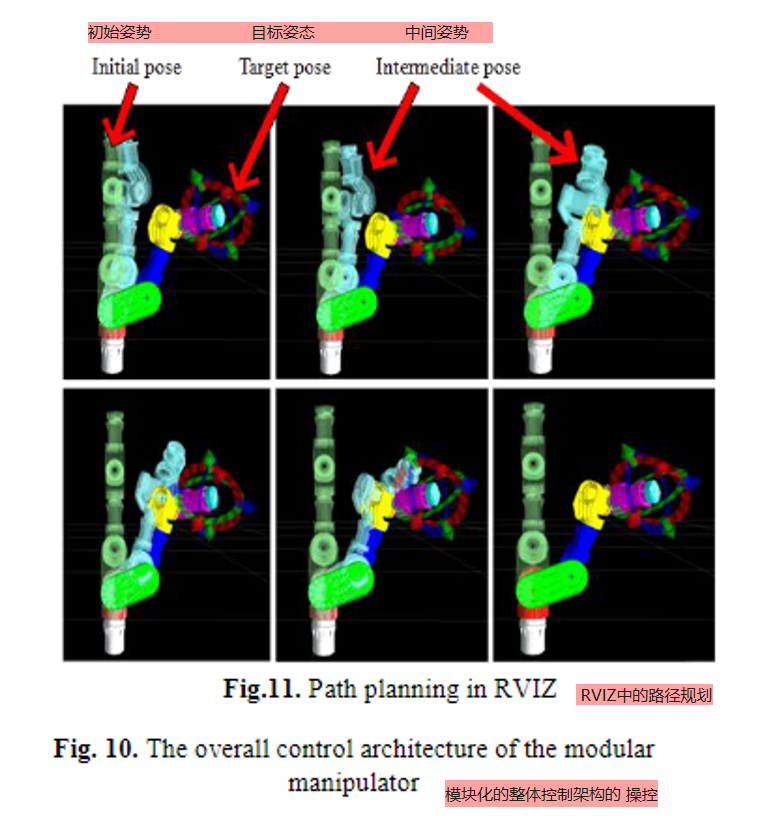 初始姿势 目标姿态 中间姿势
Initial pose Target pose Intermediate pose
Fig.11. Path planning in RVIZ
RVIZ中的路径规划
Fig. 10. The overall control architecture of the modular
manipulator
模块化的整体控制架构的 操控